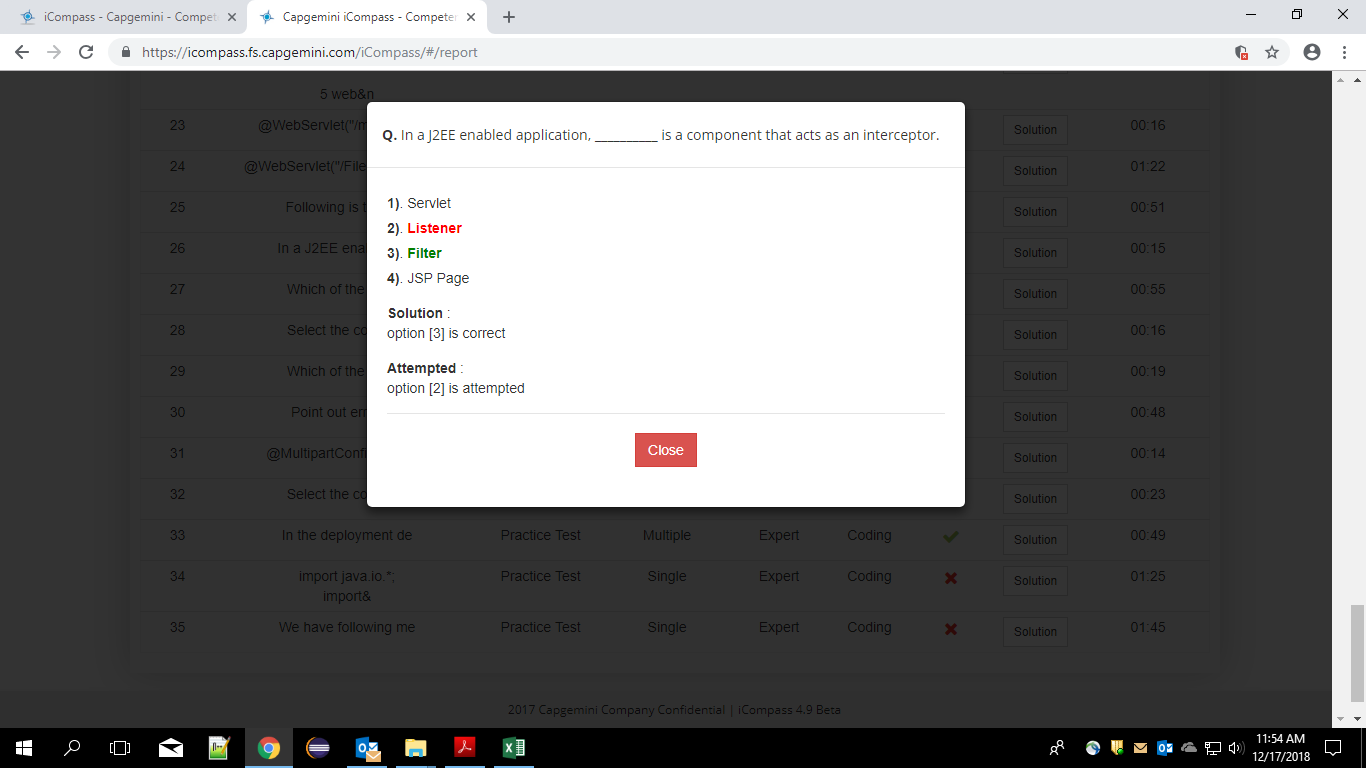 iCompass - Capgemini - Compet
Capgemini iCompass - Competen
https://icompass.fs.capgemini.com/iCompass/#/report
5 web&n
23 @WebServlet("/m Solution 00:16
24 @WebServlet("/File Solution 01:22
25 Following is t Solution 00:51
26 In a J2EE ena Solution 00:15
27 Which of the Solution 00:55
28 Select the co Solution 00:16
29 Which of the Solution 00:19
30 Point out err Solution 00:48
31 @MultipartConfi Solution 00:14
32 Select the co Solution 00:23
33 In the deployment de Practice Test Multiple Expert Coding Solution 00:49
34 import java.io.*; Practice Test Single Expert Coding Solution 01:25
import&
35 We have following me Practice Test Single Expert Coding Solution 01:45
Q. In a J2EE enabled application, __________ is a component that acts as an interceptor.
1). Servlet
2). Listener
3). Filter
4). JSP Page
Solution :
option [3] is correct
Attempted :
option [2] is attempted
Close
2017 Capgemini Company Confidential | iCompass 4.9 Beta
11:54 AM
12/17/2018